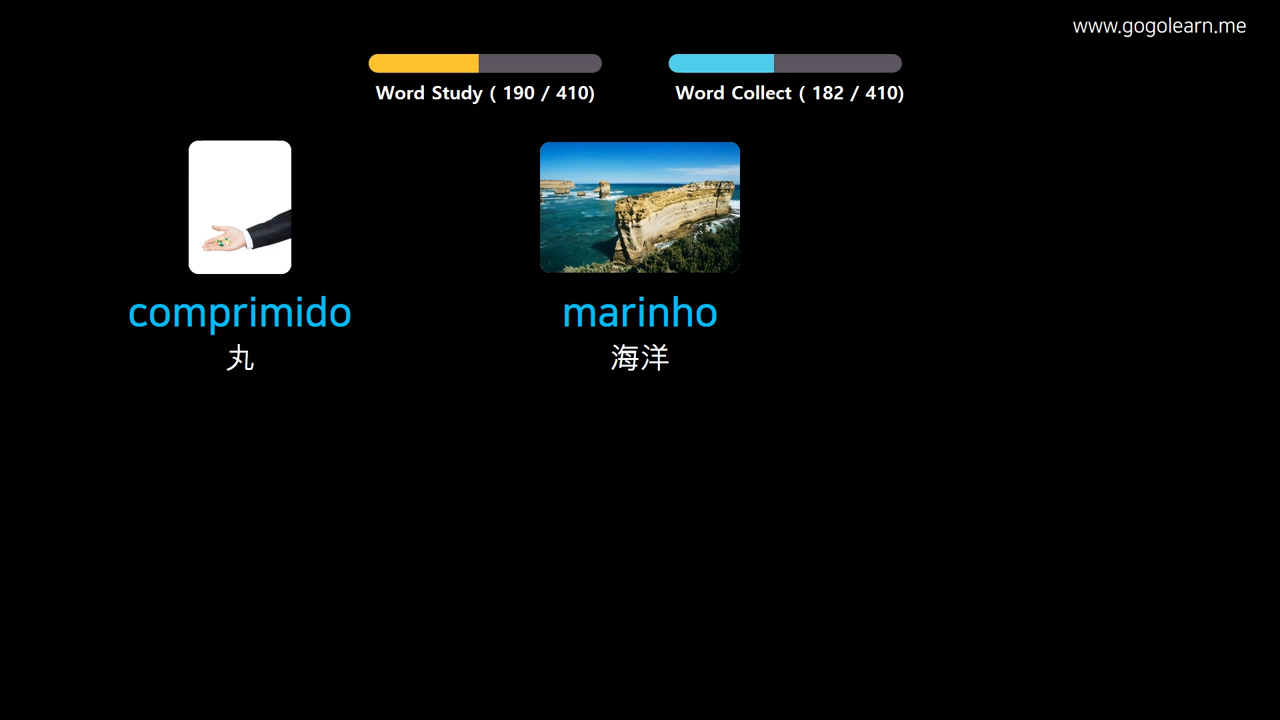 www.gogolearn.me
Word Study ( 190 / 410)
Word Collect ( 182 / 410)
comprimido
丸
marinho
海洋